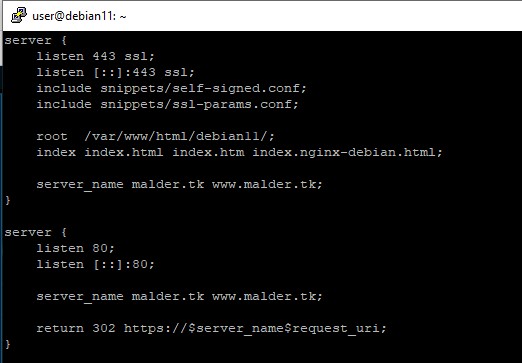 user@debian11: ~
server {
    listen 443 ssl;
    listen [::]:443 ssl;
    include snippets/self-signed.conf;
    include snippets/ssl-params.conf;

    root  /var/www/html/debian11/;
    index index.html index.htm index.nginx-debian.html;

    server_name malder.tk www.malder.tk;
}

server {
    listen 80;
    listen [::]:80;

    server_name malder.tk www.malder.tk;

    return 302 https://$server_name$request_uri;
}